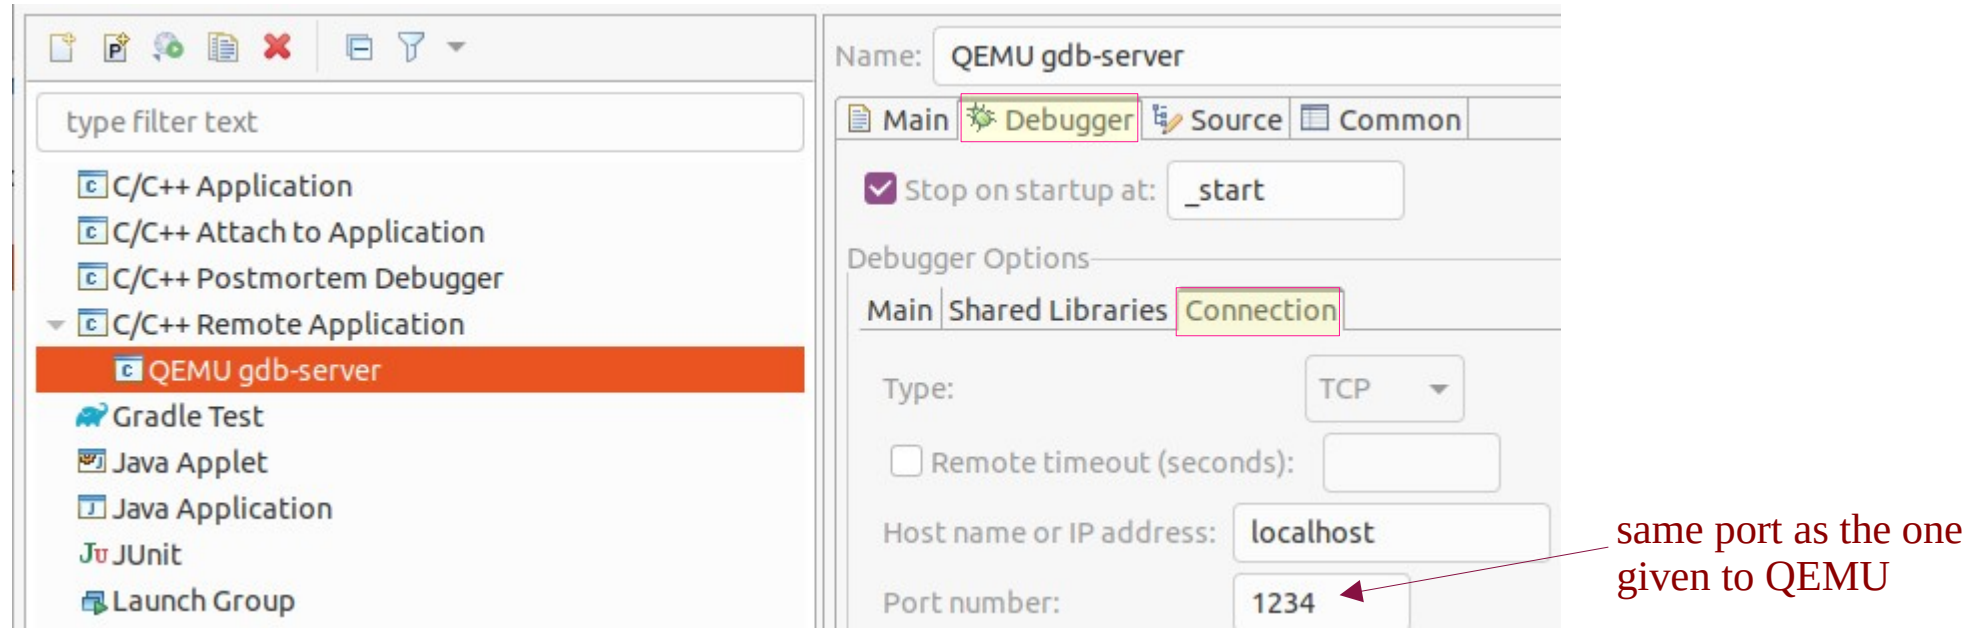 type filter text
C/C++ Application
C/C++ Attach to Application
C/C++ Postmortem Debugger
C/C++ Remote Application
QEMU gdb-server
Gradle Test
Java Applet
Java Application
JUnit
Launch Group
Name: QEMU gdb-server
Main Debugger Source Common
Stop on startup at: _start
Debugger Options
Main Shared Libraries Connection
Type: TCP
Remote timeout (seconds):
Host name or IP address: localhost
Port number: 1234
same port as the one
given to QEMU